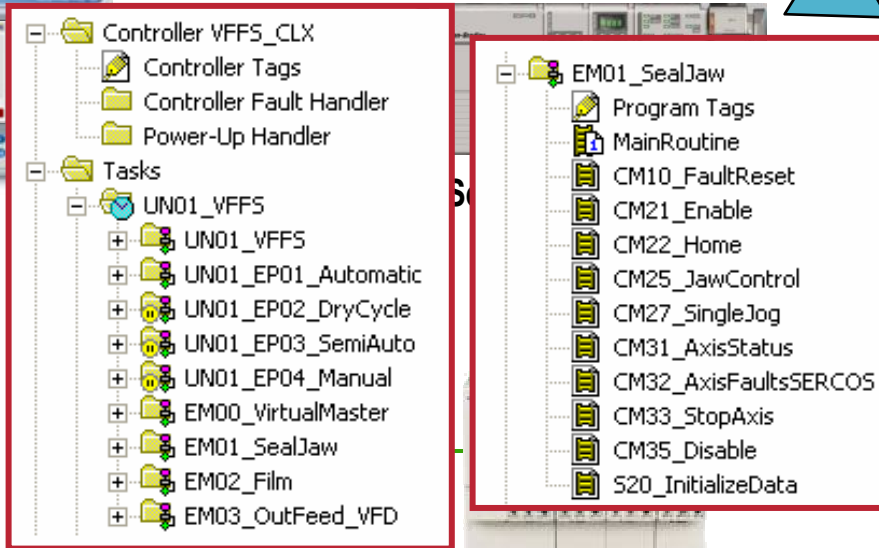 Controller VFFS_CLX
Controller Tags
Controller Fault Handler
Power-Up Handler
Tasks
UN01_VFFS
UN01_VFFS
UN01_EP01_Automatic
UN01_EP02_DryCycle
UN01_EP03_SemiAuto
UN01_EP04_Manual
EM00_VirtualMaster
EM01_SealJaw
EM02_Film
EM03_OutFeed_VFD
EM01_SealJaw
Program Tags
MainRoutine
CM10_FaultReset
CM21_Enable
CM22_Home
CM25_JawControl
CM27_SingleJog
CM31_AxisStatus
CM32_AxisFaultsSERCOS
CM33_StopAxis
CM35_Disable
S20_InitializeData